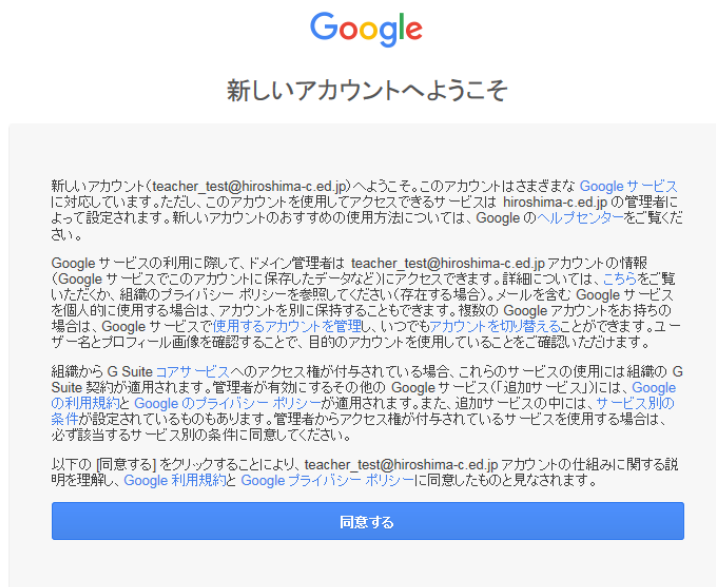 Google
新しいアカウントへようこそ
新しいアカウント(teacher_test@hiroshima-c.ed.jp)へようこそ。このアカウントはさまざまな Google サービス
に対応しています。ただし、このアカウントを使用してアクセスできるサービスは hiroshima-c.ed.jp の管理者に
よって設定されます。新しいアカウントのおすすめの使用方法については、Google のヘルプセンターをご覧くだ
さい。
Google サービスの利用に際して、ドメイン管理者は teacher_test@hiroshima-c.ed.jp アカウントの情報
(Google サービスでこのアカウントに保存したデータなど)にアクセスできます。詳細については、こちらをご覧
いただくか、組織のプライバシー ポリシーを参照してください(存在する場合)。メールを含む Google サービス
を個人的に使用する場合は、アカウントを別に保持することもできます。複数の Google アカウントをお持ちの
場合は、Google サービスで使用するアカウントを管理し、いつでもアカウントを切り替えることができます。ユー
ザー名とプロフィール画像を確認することで、目的のアカウントを使用していることをご確認いただけます。
組織から G Suite コアサービスへのアクセス権が付与されている場合、これらのサービスの使用には組織の G
Suite 契約が適用されます。管理者が有効にするその他の Google サービス(「追加サービス」)には、Google
の利用規約と Google のプライバシー ポリシーが適用されます。また、追加サービスの中には、サービス別の
条件が設定されているものもあります。管理者からアクセス権が付与されているサービスを使用する場合は、
必ず該当するサービス別の条件に同意してください。
以下の [同意する] をクリックすることにより、teacher_test@hiroshima-c.ed.jp アカウントの仕組みに関する説
明を理解し、Google 利用規約と Google プライバシー ポリシーに同意したものと見なされます。
同意する